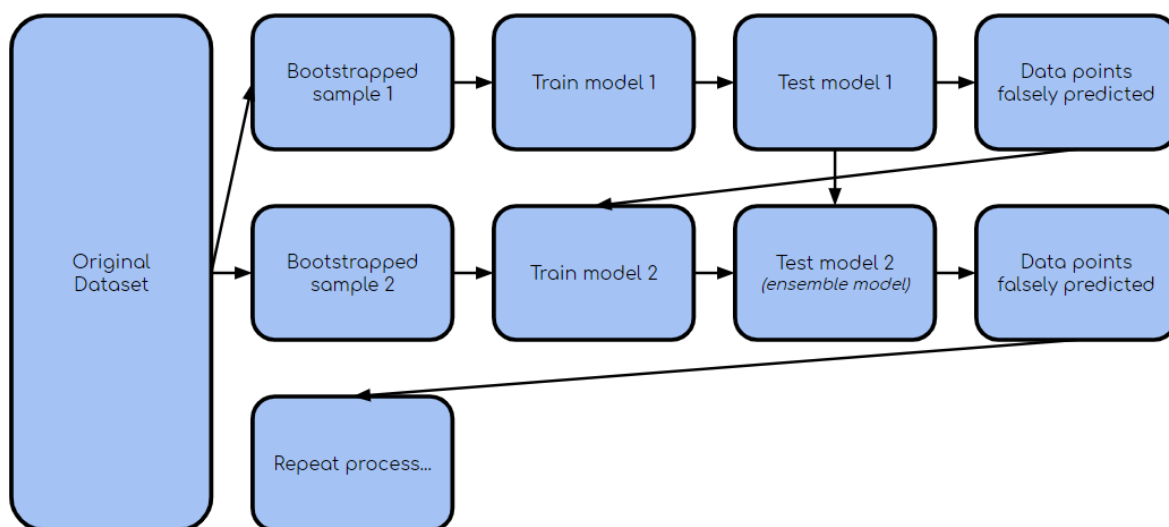 Original
Dataset
Bootstrapped
sample 1
Train model 1
Test model 1
Data points
falsely predicted
Bootstrapped
sample 2
Train model 2
Test model 2
(ensemble model)
Data points
falsely predicted
Repeat process...